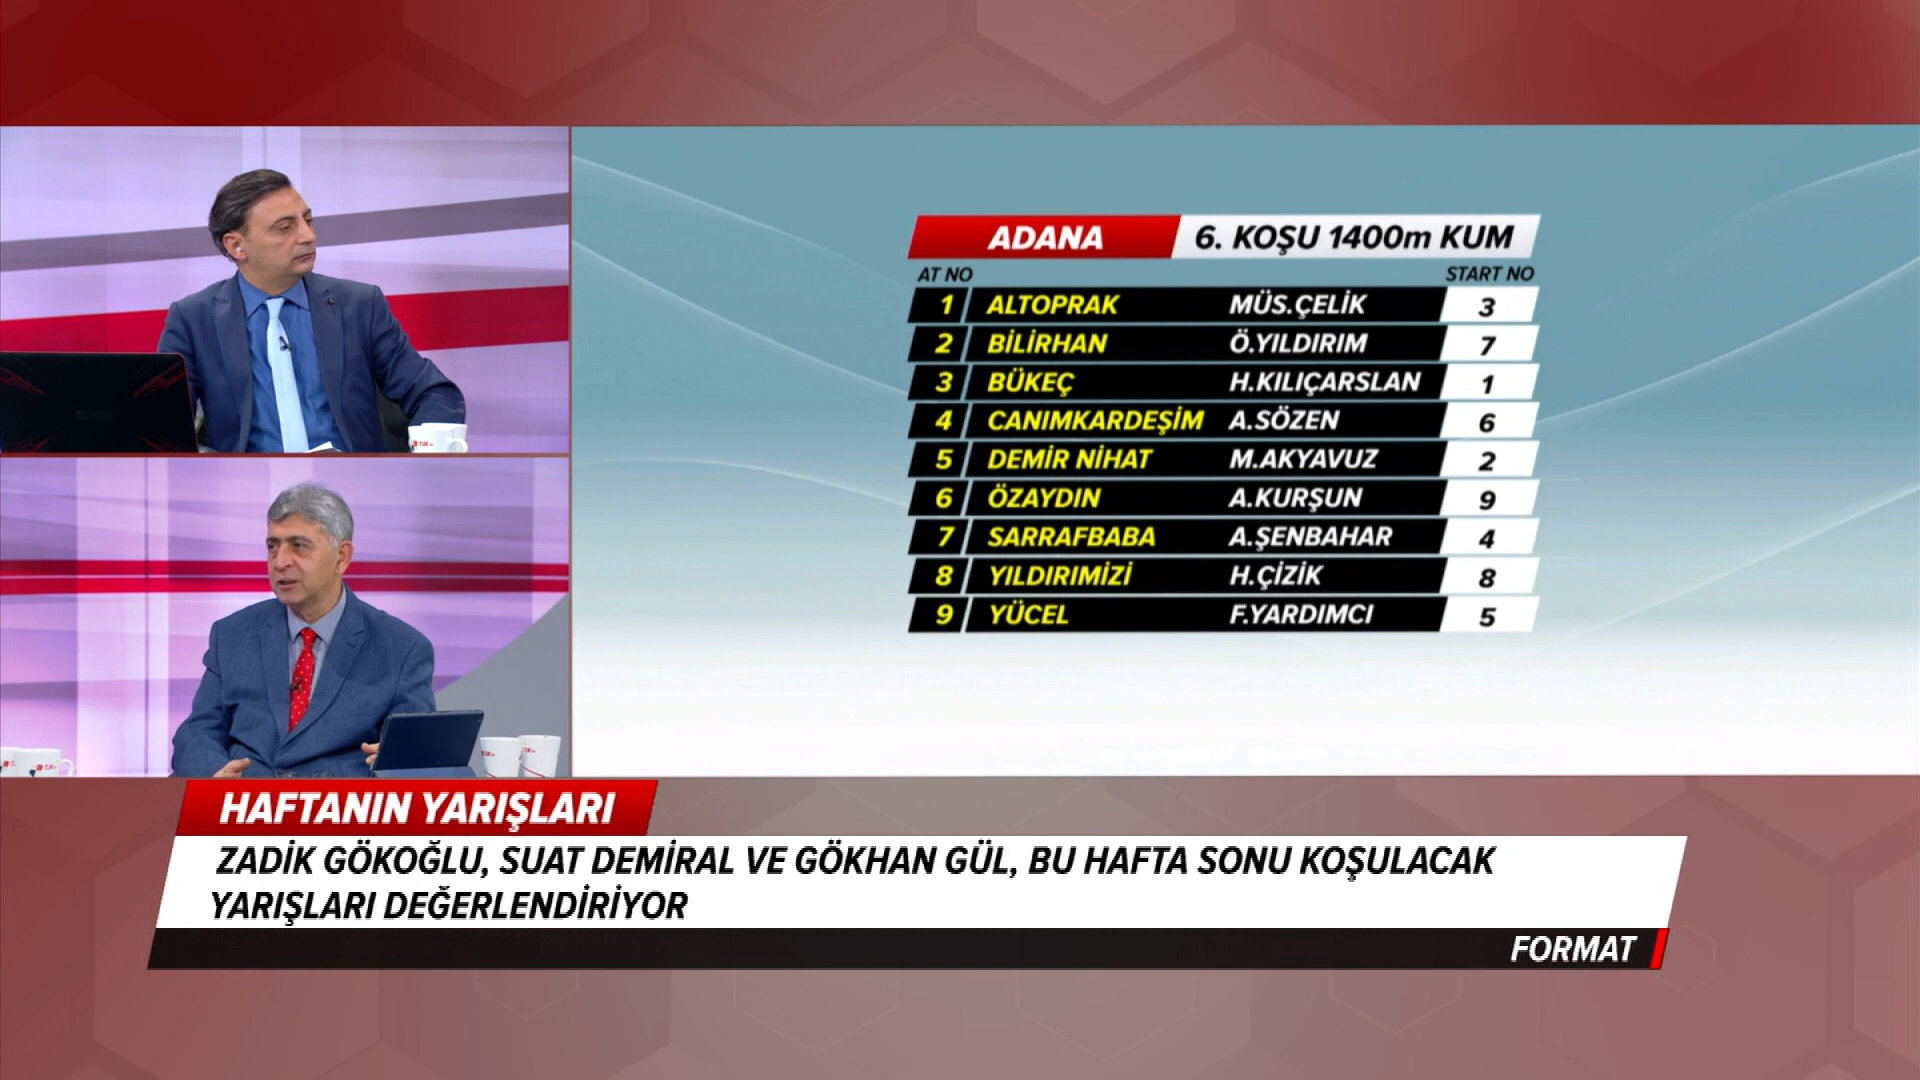 ADANA 6. KOŞU 1400m KUM
AT NO START NO
1 ALTOPRAK MÜS.ÇELİK 3
2 BİLİRHAN Ö.YILDIRIM 7
3 BÜKEÇ H.KILIÇARSLAN 1
4 CANIMKARDEŞİM A.SÖZEN 6
5 DEMİR NİHAT M.AKYAVUZ 2
6 ÖZAYDIN A.KURŞUN 9
7 SARRAFBABA A.ŞENBAHAR 4
8 YILDIRIMİZİ H.ÇİZİK 8
9 YÜCEL F.YARDIMCI 5
HAFTANIN YARIŞLARI
ZADİK GÖKOĞLU, SUAT DEMİRAL VE GÖKHAN GÜL, BU HAFTA SONU KOŞULACAK
YARIŞLARI DEĞERLENDİRİYOR
FORMAT